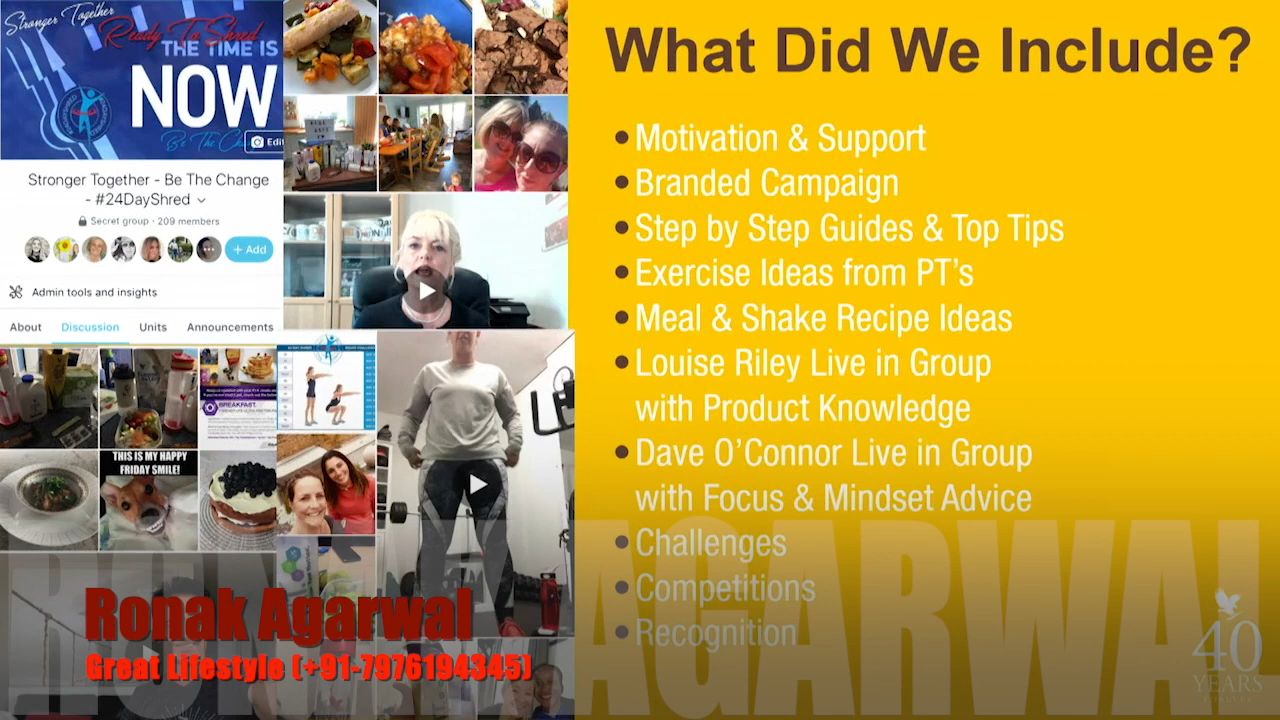 Stronger Together
Ready To Shred
THE TIME IS
NOW
Be The
Edit
Stronger Together - Be The Change
- #24DayShred
Secret group · 209 members
+ Add
Admin tools and insights
About Discussion Units Announcements
BREAKFAST
THIS IS MY HAPPY
FRIDAY SMILE!
What Did We Include?
•Motivation & Support
•Branded Campaign
•Step by Step Guides & Top Tips
•Exercise Ideas from PT’s
•Meal & Shake Recipe Ideas
•Louise Riley Live in Group
with Product Knowledge
•Dave O’Connor Live in Group
with Focus & Mindset Advice
•Challenges
•Competitions
•Recognition
AGARWAL
Ronak Agarwal
Great Lifestyle (+91-7976194345)
40
YEARS